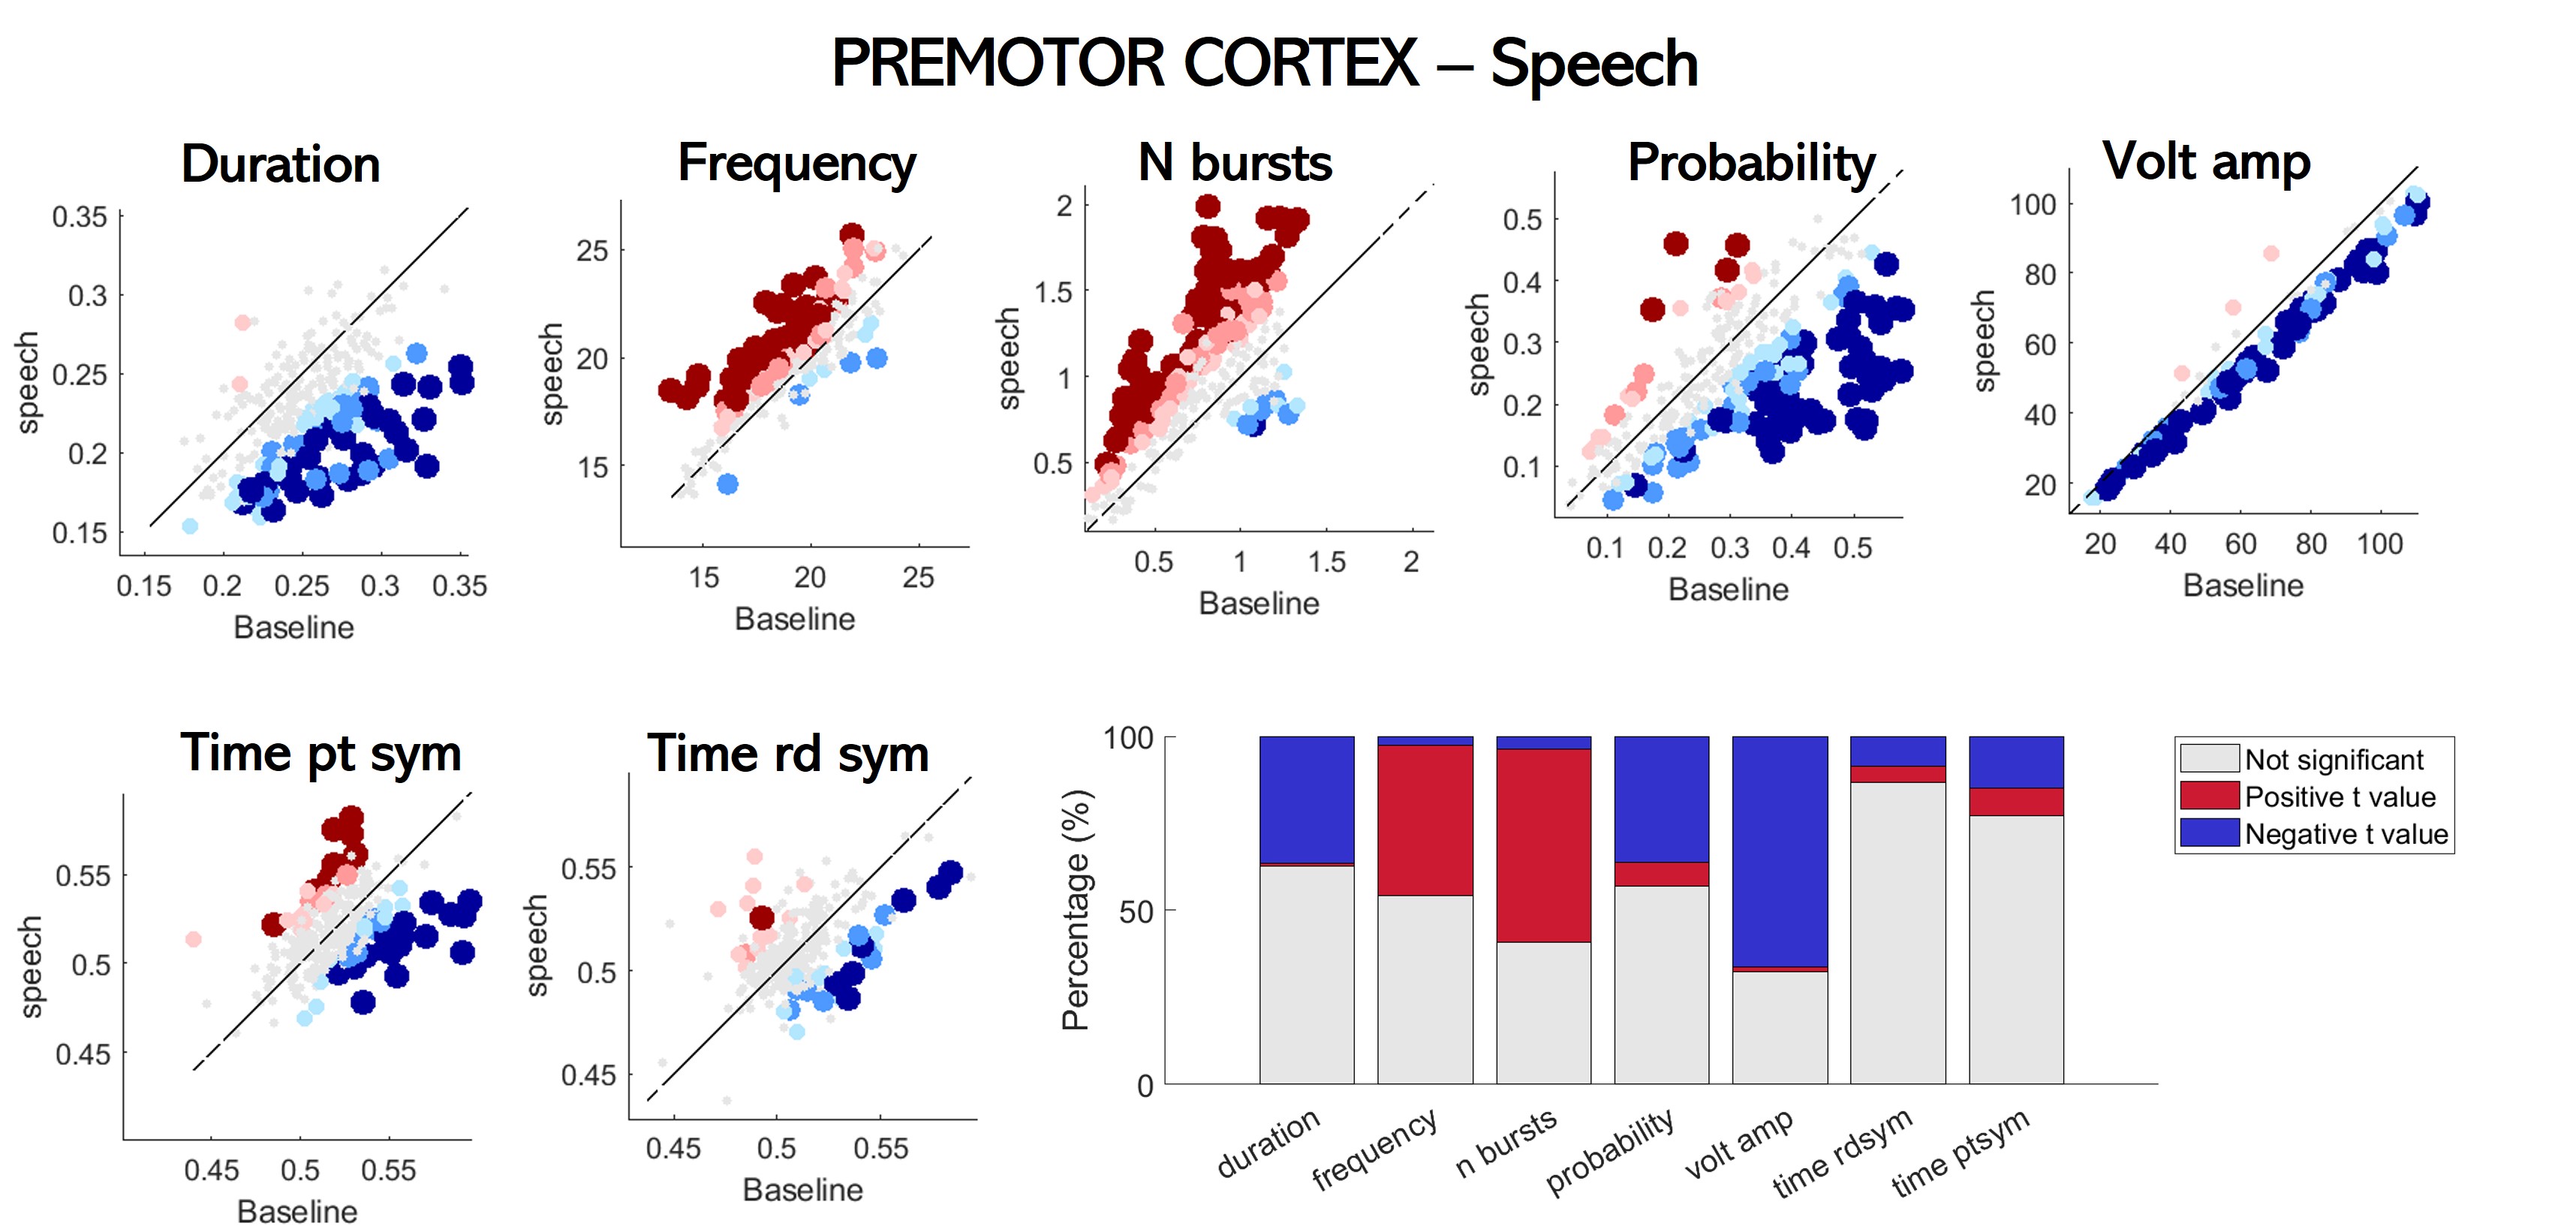 PREMOTOR CORTEX – Speech
Duration
0.35
0.3
0.25
0.2
0.15
speech
0.15 0.2 0.25 0.3 0.35
Baseline
Frequency
25
20
15
speech
15 20 25
Baseline
N bursts
2
1.5
1
0.5
speech
0.5 1 1.5 2
Baseline
Probability
0.5
0.4
0.3
0.2
0.1
speech
0.1 0.2 0.3 0.4 0.5
Baseline
Volt amp
100
80
60
40
20
speech
20 40 60 80 100
Baseline
Time pt sym
0.55
0.5
0.45
speech
0.45 0.5 0.55
Baseline
Time rd sym
0.55
0.5
0.45
speech
0.45 0.5 0.55
Baseline
100
50
0
Percentage (%)
duration
frequency
n bursts
probability
volt amp
time rdsym
time ptsym
Not significant
Positive t value
Negative t value